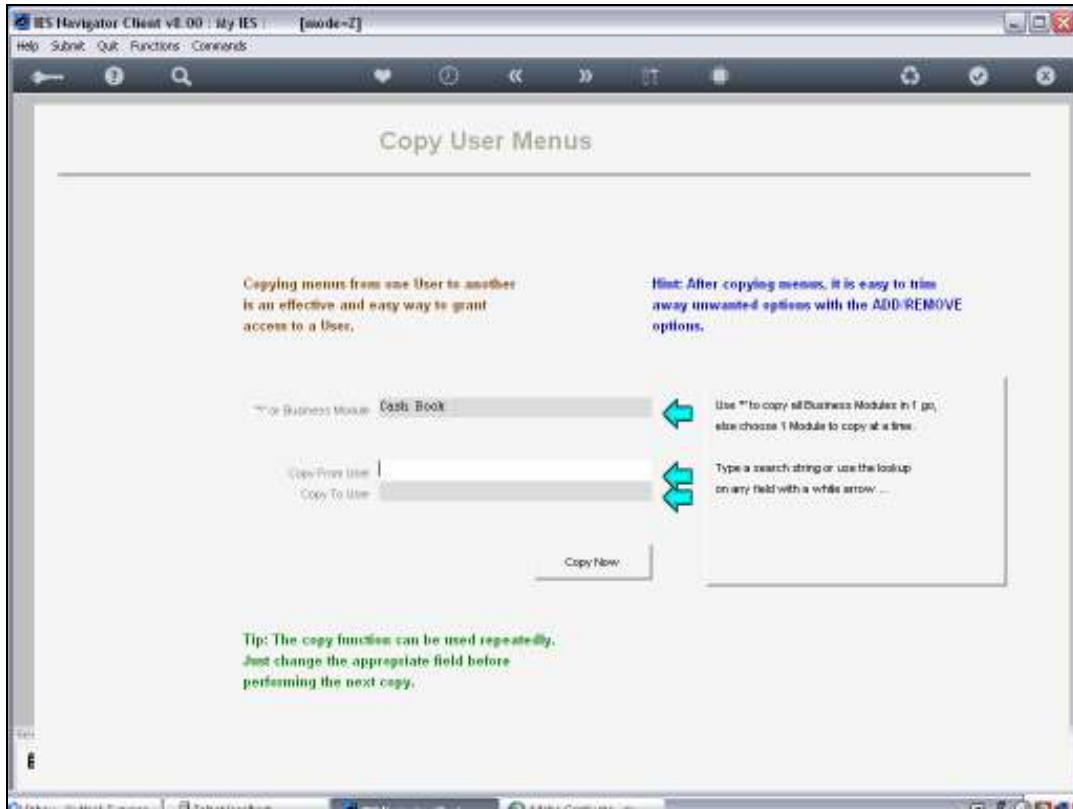 IES Navigator Client v8.00 : My IES : [mode=Z]
Help Submit Quit Functions Commands
Copy User Menus
Copying menus from one User to another
is an effective and easy way to grant
access to a User.
Hint: After copying menus, it is easy to trim
away unwanted options with the ADD/REMOVE
options.
'*' or Business Module Cash Book
Use '*' to copy all Business Modules in 1 go,
else choose 1 Module to copy at a time.
Copy From User
Copy To User
Type a search string or use the lookup
on any field with a while arrow ...
Copy Now
Tip: The copy function can be used repeatedly.
Just change the appropriate field before
performing the next copy.